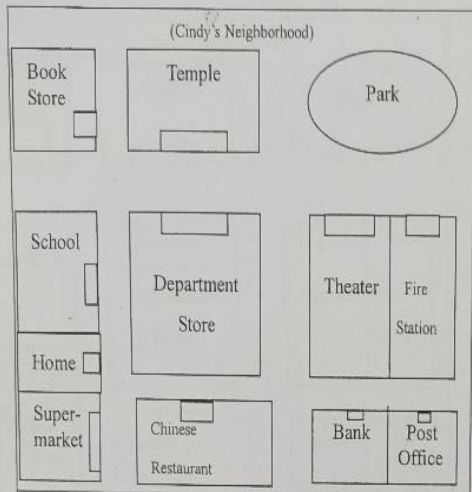 (Cindy's Neighborhood)
Book
Store
Temple
Park
School
Department
Store
Theater
Fire
Station
Home
Super-
market
Chinese
Restaurant
Bank
Post
Office